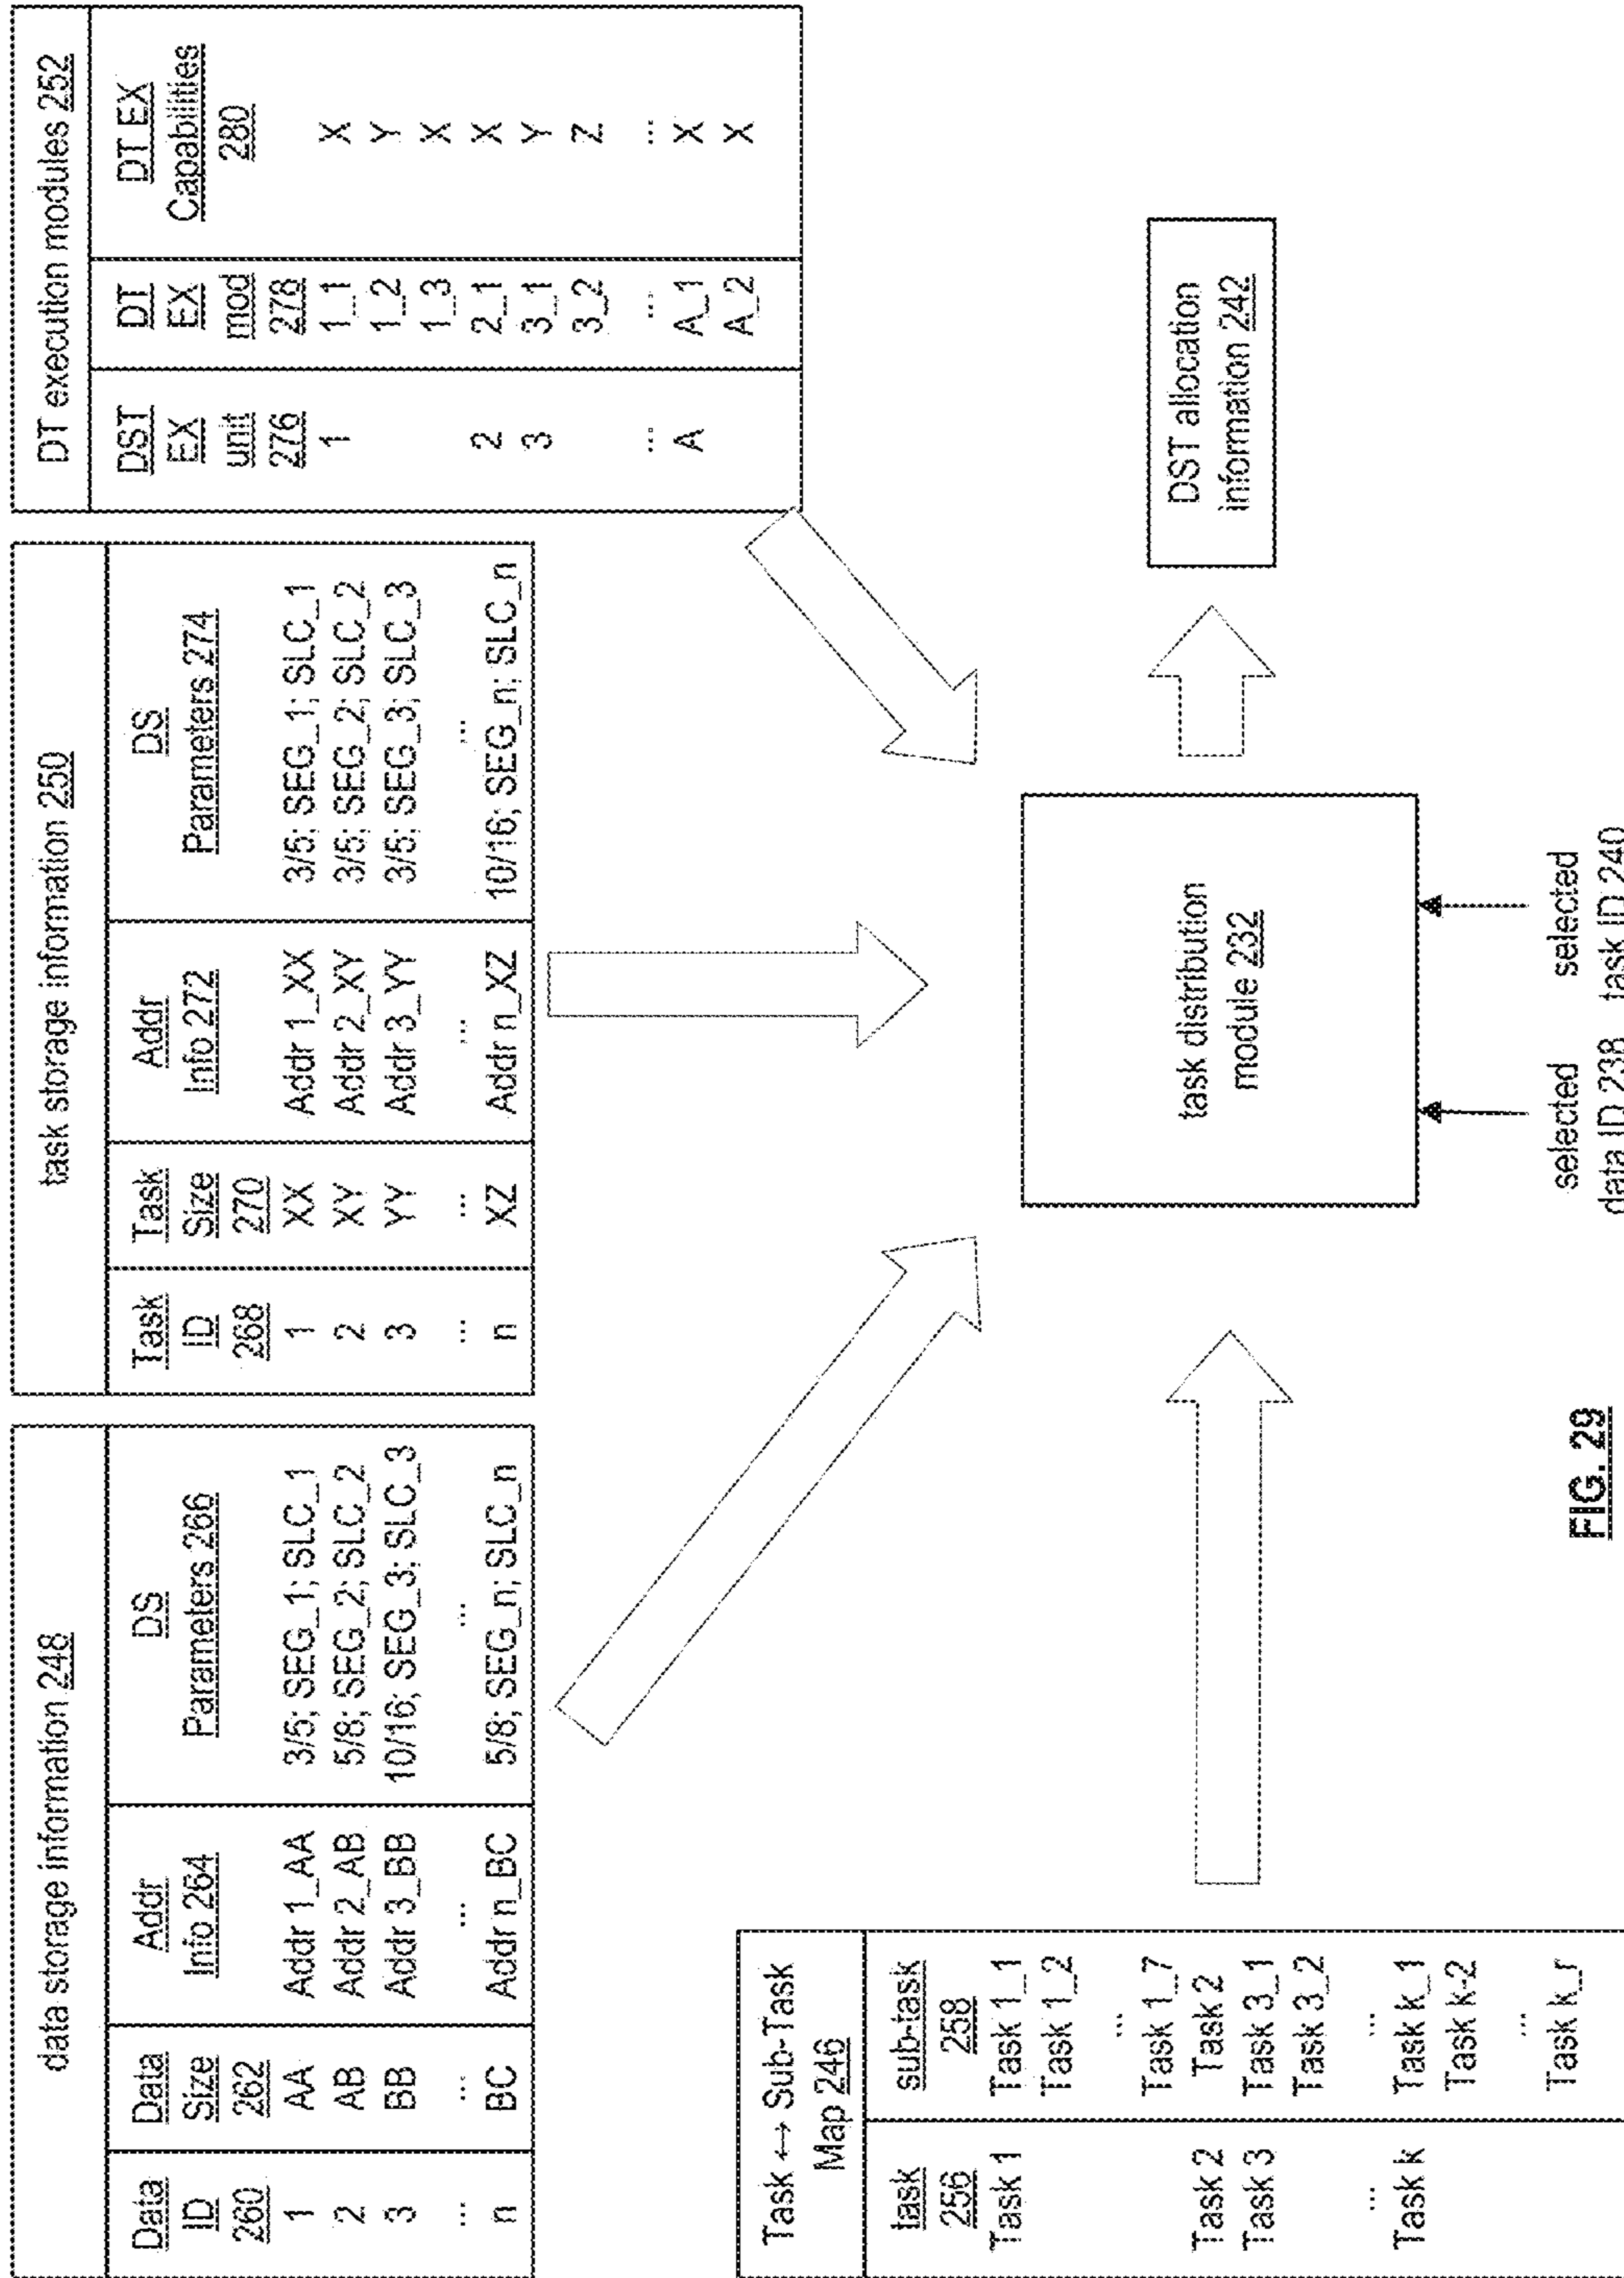 data storage information 248
Data ID 260 Data Size 262 Addr Info 264 DS Parameters 266
1 AA Addr 1_AA 3/5; SEG_1; SLC_1
2 AB Addr 2_AB 5/8; SEG_2; SLC_2
3 BB Addr 3_BB 10/16; SEG_3; SLC_3
... ... ... ...
n BC Addr n_BC 5/8; SEG_n; SLC_n
task storage information 250
Task ID 268 Task Size 270 Addr Info 272 DS Parameters 274
1 XX Addr 1_XX 3/5; SEG_1; SLC_1
2 XY Addr 2_XY 3/5; SEG_2; SLC_2
3 YY Addr 3_YY 3/5; SEG_3; SLC_3
... ... ... ...
n XZ Addr n_XZ 10/16; SEG_n; SLC_n
DT execution modules 252
DST EX unit 276 DT EX mod 278 DT EX Capabilities 280
1 1_1 X
1_2 Y
1_3 X
2 2_1 X
3 3_1 Y
3_2 Z
... ... ...
A A_1 X
A_2 X
Task ↔ Sub-Task
Map 246
task 256 sub-task 258
Task 1 Task 1_1
Task 1_2
...
Task 1_7
Task 2 Task 2
Task 3 Task 3_1
Task 3_2
... ...
Task k Task k_1
Task k-2
...
Task k_r
task distribution
module 232
DST allocation
information 242
selected
data ID 238
selected
task ID 240
FIG. 29